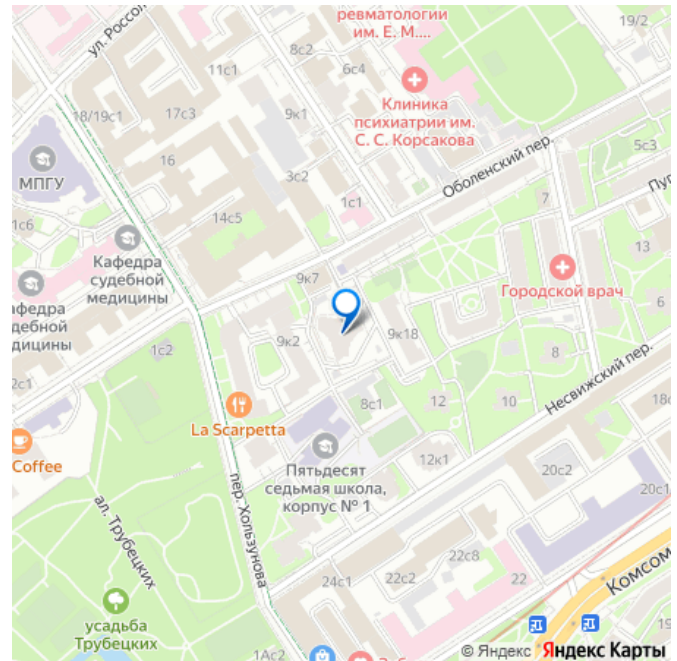 ревматологии
им. Е. М....
19/2
ул. Россол
8с2
11с1
6с4
Клиника
психиатрии им.
С. С. Корсакова
18/19с1
17с3
9к1
5с3
Оболенский пер.
МПГУ
16
3с2
Пуг
14с5
1с1
7
1с6
13
Кафедра
судебной
медицины
9к7
Городской врач
6
афедра
дебной
дицины
1с2
9к2
9к18
8
Несвижский пер.
2с1
12
10
8с1
18с
La Scarpetta
Coffee
Пятьдесят
седьмая школа,
корпус № 1
12к1
20с2
20с1
пер. Хользунова
ал. Трубецких
22с8
24с1
22с2
22
Комсом
усадьба
Трубецких
19
1Ас2
© Яндекс Яндекс Карты